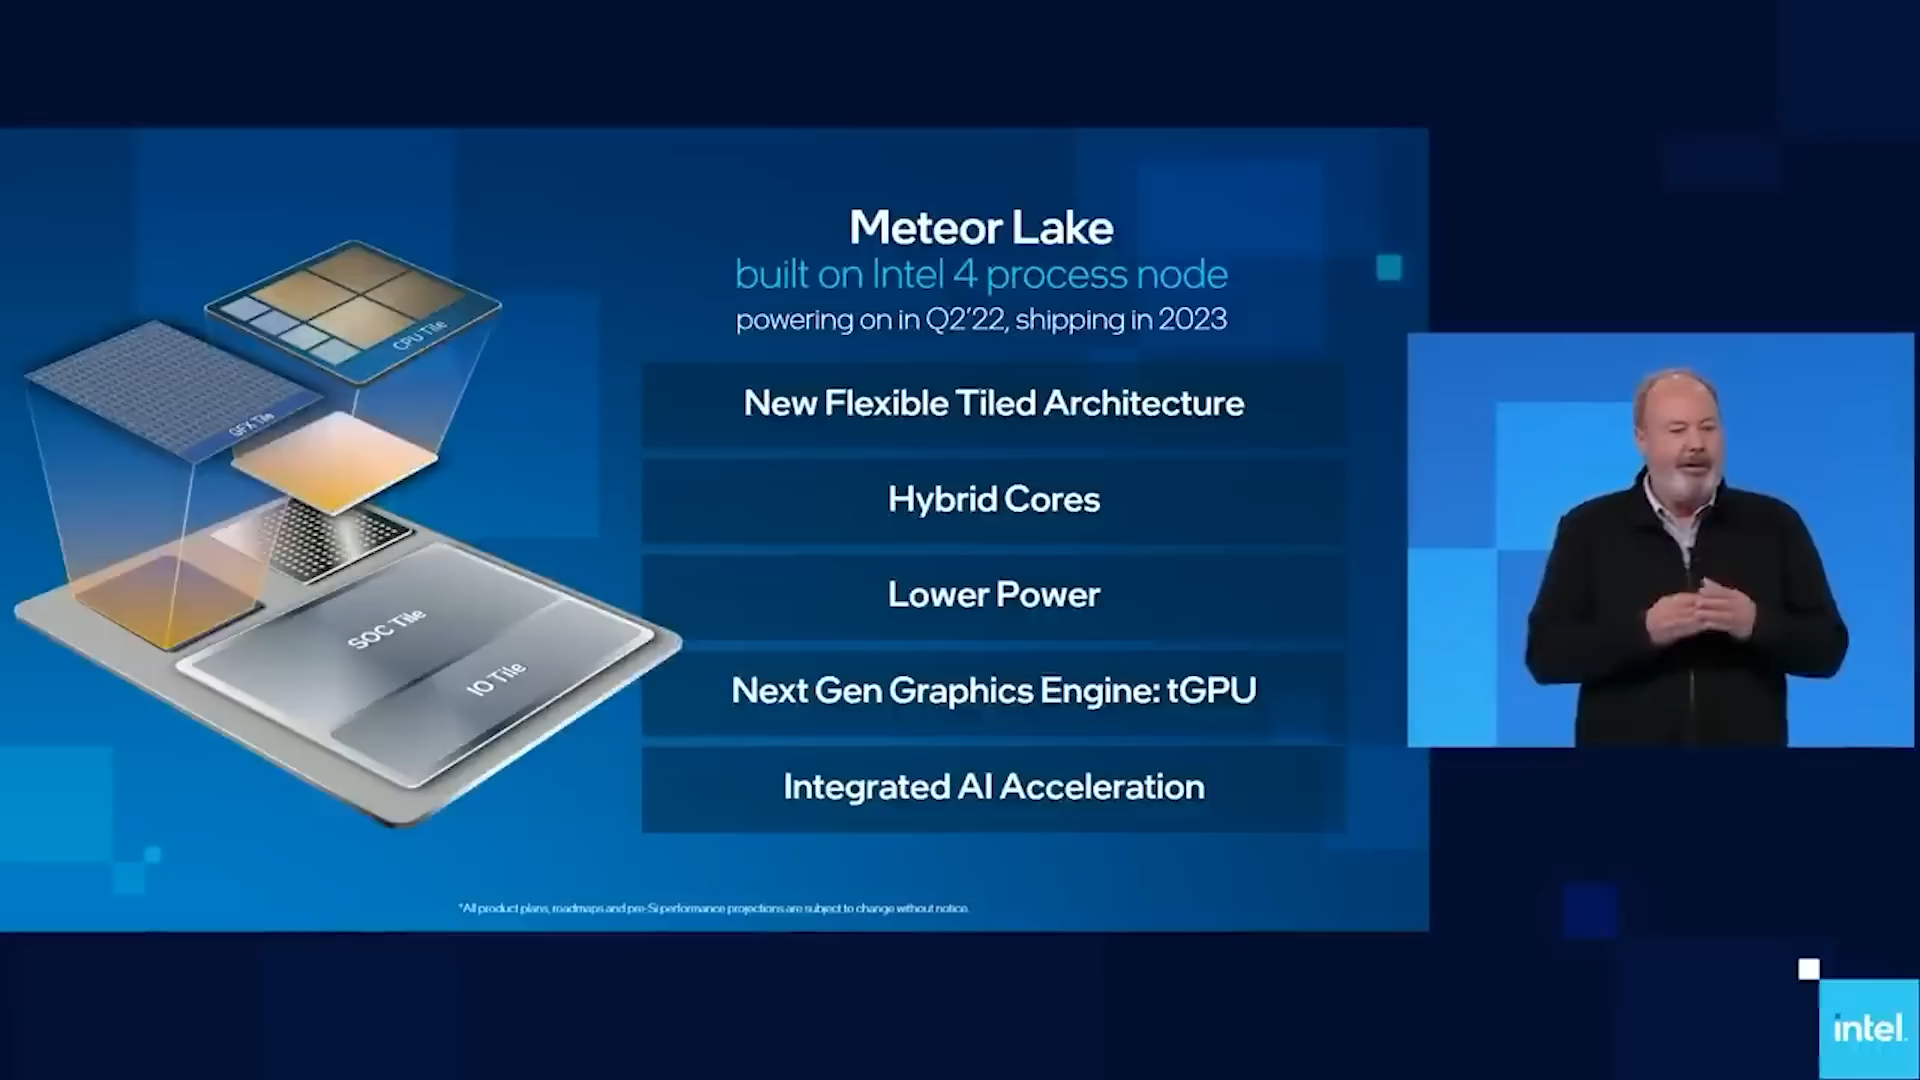 Meteor Lake
built on Intel 4 process node
powering on in Q2'22, shipping in 2023
New Flexible Tiled Architecture
Hybrid Cores
Lower Power
Next Gen Graphics Engine: tGPU
Integrated AI Acceleration
CPU Tile
GFX Tile
SOC Tile
IO Tile
*All product plans, roadmaps and pre-Si performance projections are subject to change without notice.
intel.